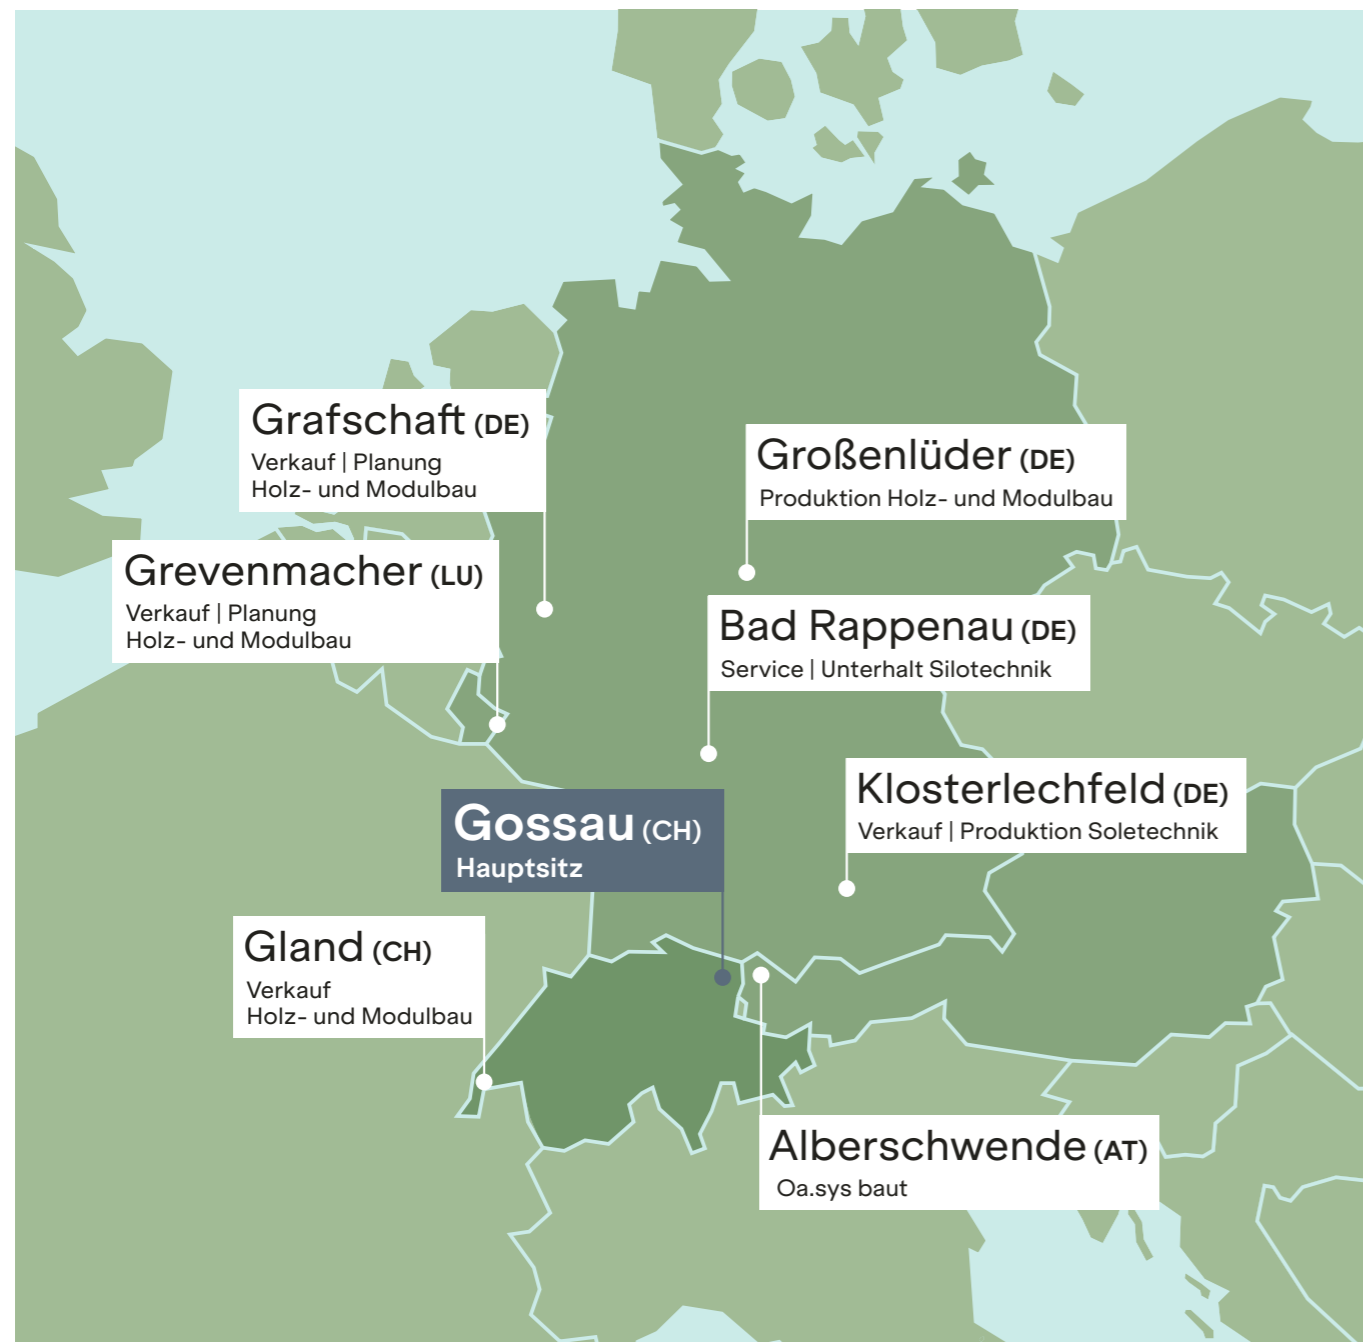 Grafschaft (DE)
Verkauf | Planung
Holz- und Modulbau
Großenlüder (DE)
Produktion Holz- und Modulbau
Grevenmacher (LU)
Verkauf | Planung
Holz- und Modulbau
Bad Rappenau (DE)
Service | Unterhalt Silotechnik
Klosterlechfeld (DE)
Verkauf | Produktion Soletechnik
Gossau (CH)
Hauptsitz
Gland (CH)
Verkauf
Holz- und Modulbau
Alberschwende (AT)
Oa.sys baut